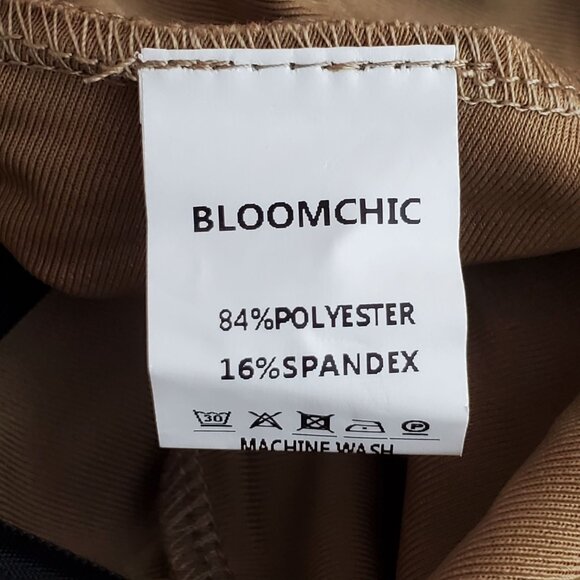 BLOOMCHIC
84%POLYESTER
16%SPANDEX
30 P
MACHINE WASH